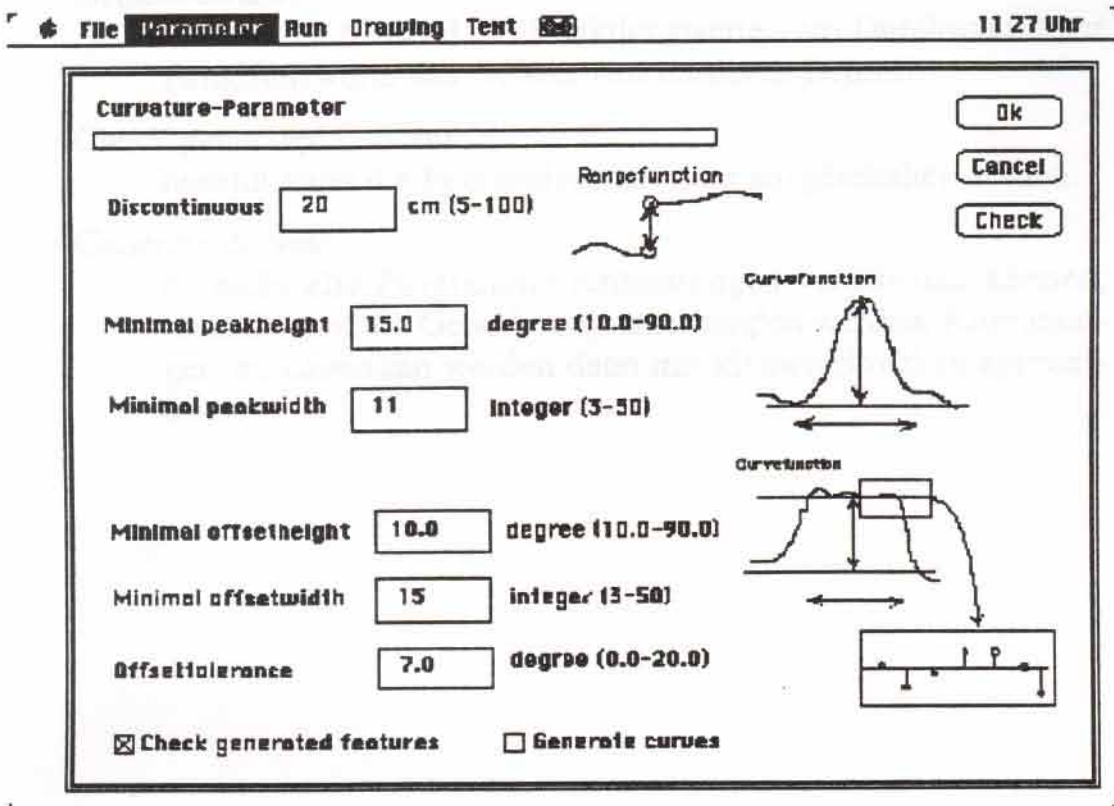 File Parameter Run Drawing Text
11 27 Uhr
Curvature-Parameter
Ok
Cancel
Check
Rangefunction
Discontinuous 20 cm (5-100)
Curvefunction
Minimal peakheight 15.0 degree (10.0-90.0)
Minimal peakwidth 11 integer (3-50)
Curvefunction
Minimal offsetheight 10.0 degree (10.0-90.0)
Minimal offsetwidth 15 integer (3-50)
Offsettolerance 7.0 degree (0.0-20.0)
Check generated features Generate curves